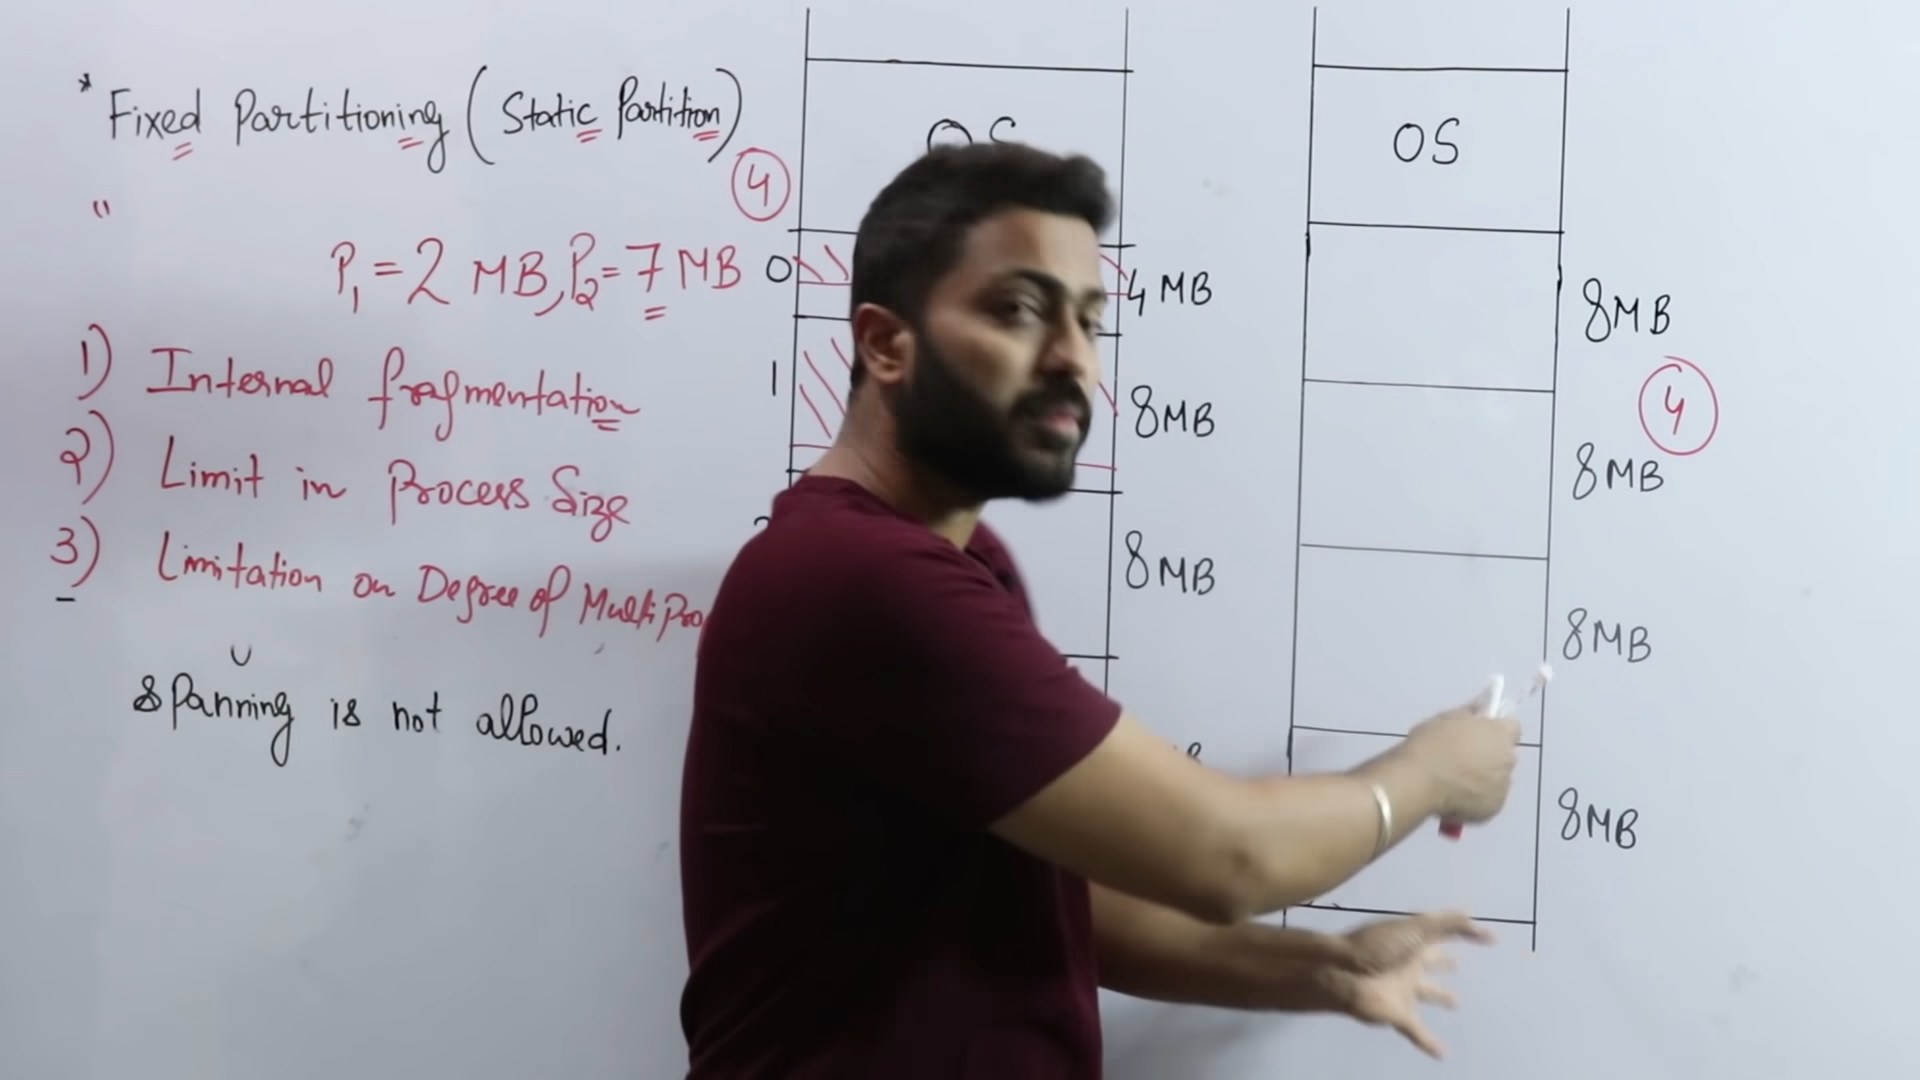 * Fixed Partitioning (Static Partition)
4
"
P1 = 2 MB, P2 = 7 MB
1) Internal fragmentation
2) Limit in Process Size
3) Limitation on Degree of MultiPro
Spanning is not allowed.
OS
0
4 MB
1
8MB
8MB
OS
8MB
4
8MB
8MB
8MB